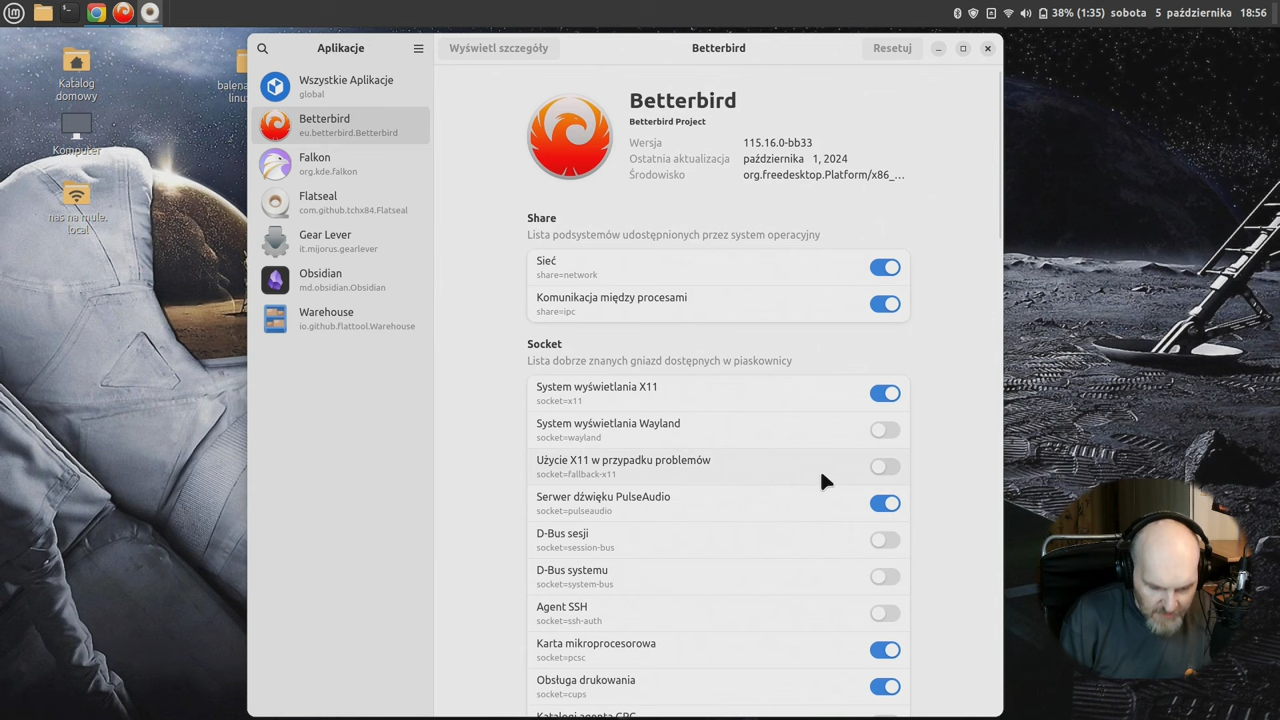 38% (1:35) sobota 5 października 18:56
Katalog
domowy
Komputer
nas na mule.
local
balena
linu
Aplikacje
Wyświetl szczegóły
Betterbird
Resetuj
Wszystkie Aplikacje
global
Betterbird
eu.betterbird.Betterbird
Falkon
org.kde.falkon
Flatseal
com.github.tchx84.Flatseal
Gear Lever
it.mijorus.gearlever
Obsidian
md.obsidian.Obsidian
Warehouse
io.github.flattool.Warehouse
Betterbird
Betterbird Project
Wersja 115.16.0-bb33
Ostatnia aktualizacja października 1, 2024
Środowisko org.freedesktop.Platform/x86_…
Share
Lista podsystemów udostępnionych przez system operacyjny
Sieć
share=network
Komunikacja między procesami
share=ipc
Socket
Lista dobrze znanych gniazd dostępnych w piaskownicy
System wyświetlania X11
socket=x11
System wyświetlania Wayland
socket=wayland
Użycie X11 w przypadku problemów
socket=fallback-x11
Serwer dźwięku PulseAudio
socket=pulseaudio
D-Bus sesji
socket=session-bus
D-Bus systemu
socket=system-bus
Agent SSH
socket=ssh-auth
Karta mikroprocesorowa
socket=pcsc
Obsługa drukowania
socket=cups
Katalogi agenta GPG